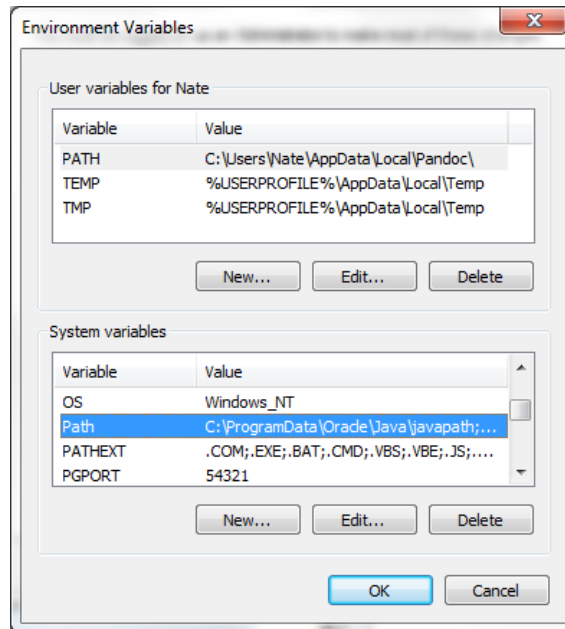 Environment Variables
User variables for Nate
Variable Value
PATH C:\Users\Nate\AppData\Local\Pandoc\
TEMP %USERPROFILE%\AppData\Local\Temp
TMP %USERPROFILE%\AppData\Local\Temp
New... Edit... Delete
System variables
Variable Value
OS Windows_NT
Path C:\ProgramData\Oracle\Java\javapath;...
PATHEXT .COM;.EXE;.BAT;.CMD;.VBS;.VBE;.JS;....
PGPORT 54321
New... Edit... Delete
OK Cancel